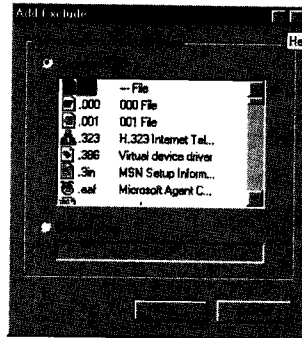 Add Exclude
He
--- File
.000 000 File
.001 001 File
.323 H.323 Internet Tel...
.386 Virtual device driver
.3in MSN Setup Inform...
.aaf Microsoft Agent C...